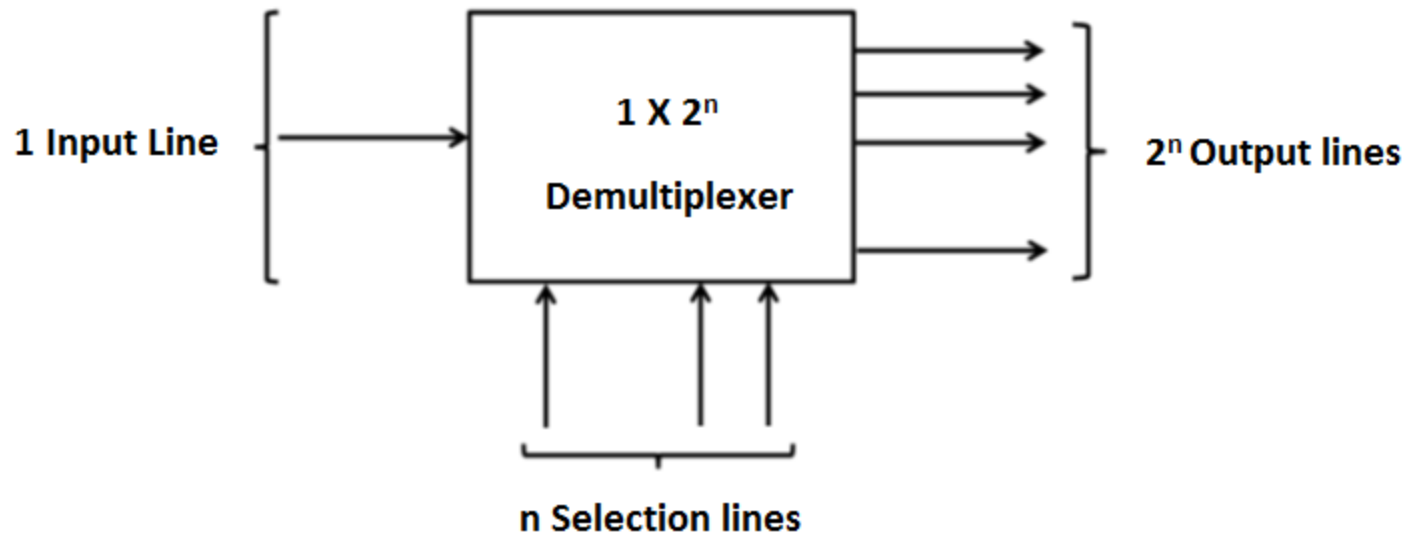 1 X 2ⁿ
Demultiplexer
1 Input Line
2ⁿ Output lines
n Selection lines